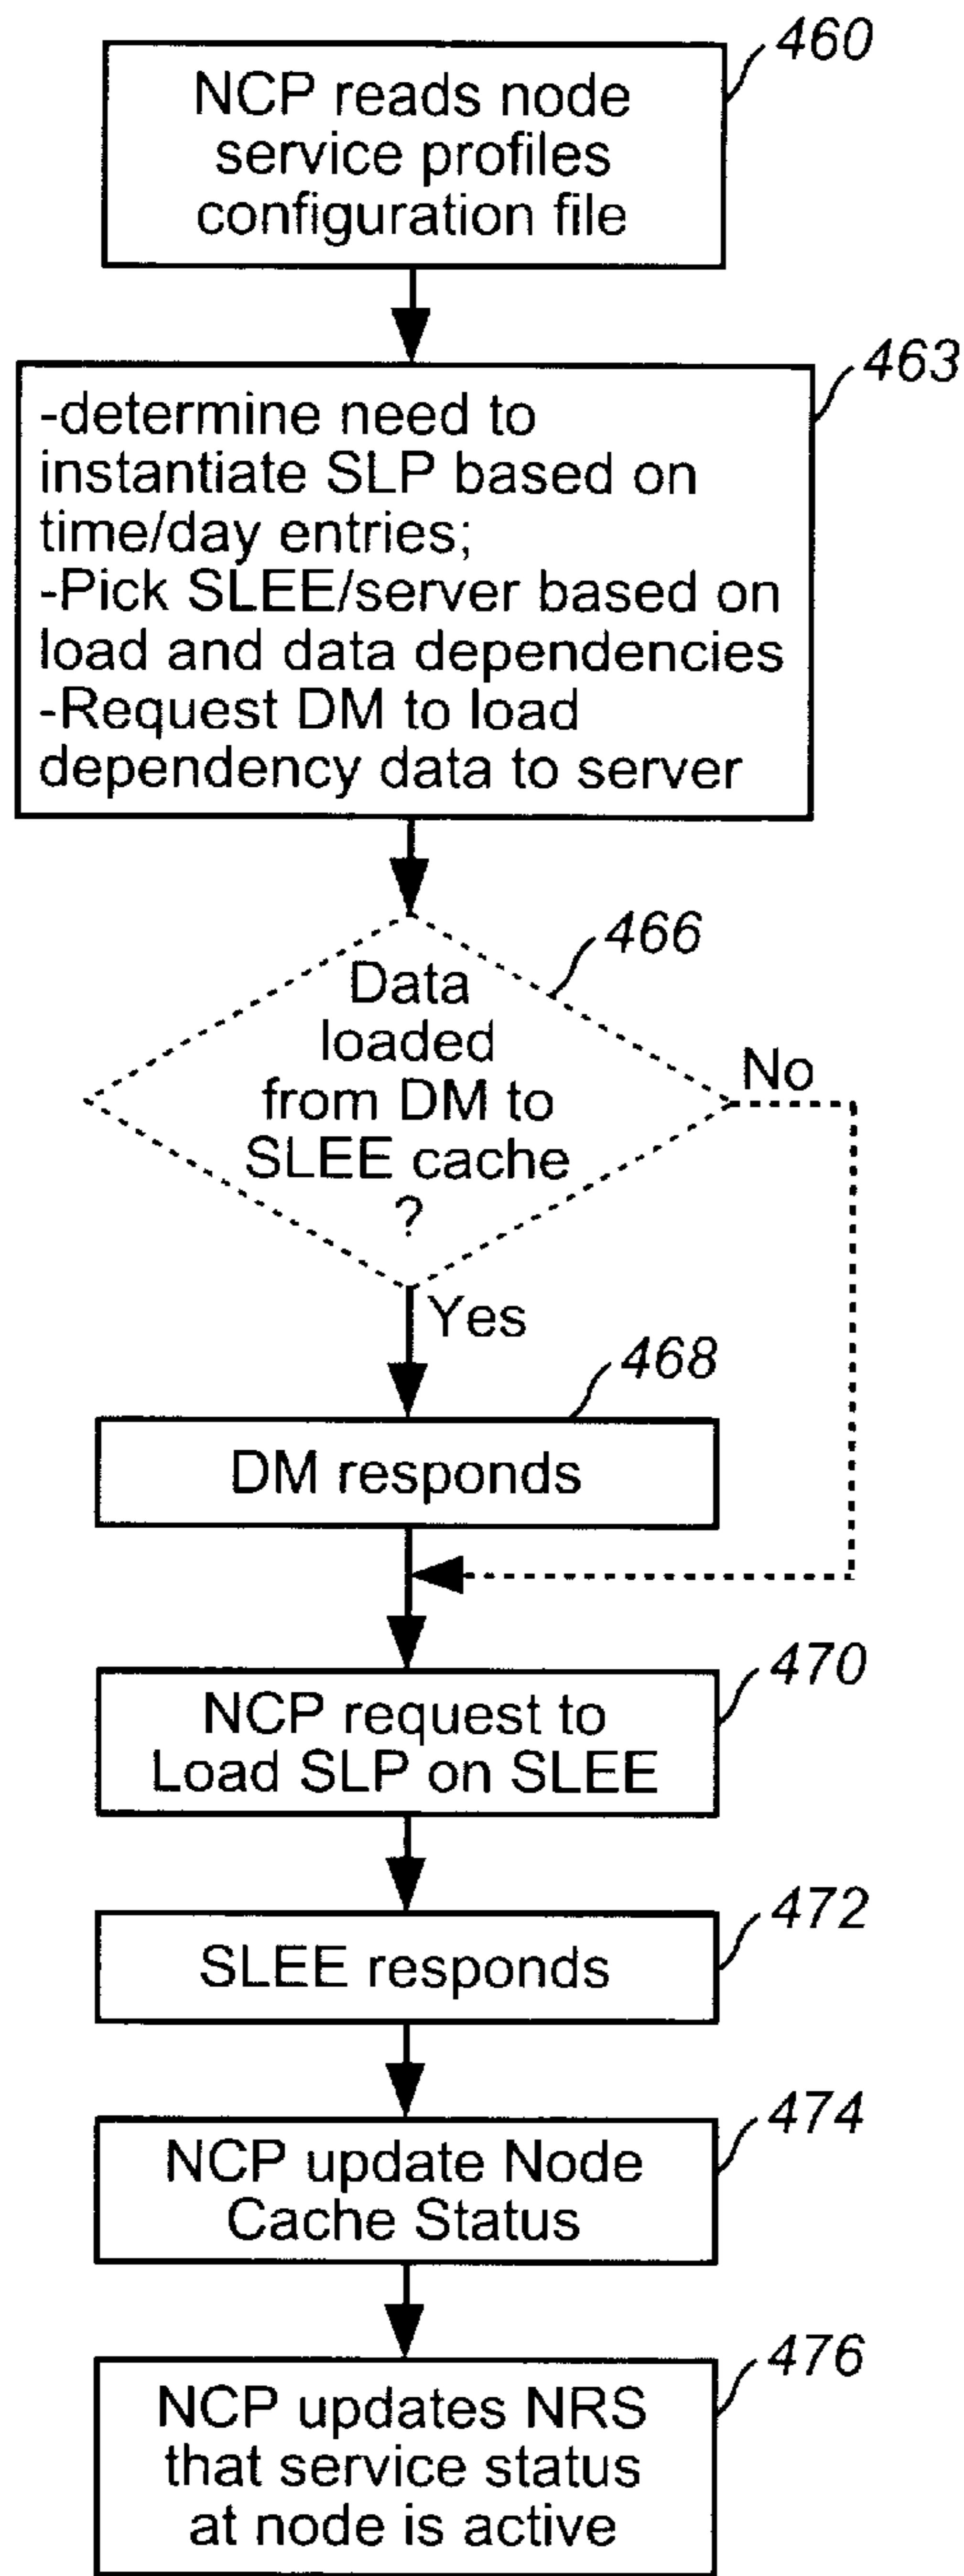 460
NCP reads node
service profiles
configuration file
463
-determine need to
instantiate SLP based on
time/day entries;
-Pick SLEE/server based on
load and data dependencies
-Request DM to load
dependency data to server
466
Data
loaded
from DM to
SLEE cache
?
No
Yes
468
DM responds
470
NCP request to
Load SLP on SLEE
472
SLEE responds
474
NCP update Node
Cache Status
476
NCP updates NRS
that service status
at node is active